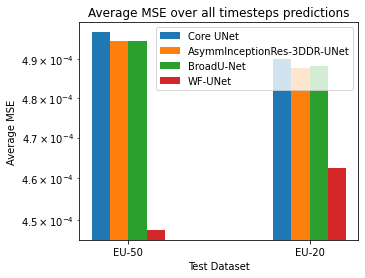 Average MSE over all timesteps predictions
Core UNet
AsymmInceptionRes-3DDR-UNet
BroadU-Net
WF-UNet
Average MSE
4.9 × 10⁻⁴
4.8 × 10⁻⁴
4.7 × 10⁻⁴
4.6 × 10⁻⁴
4.5 × 10⁻⁴
EU-50
EU-20
Test Dataset